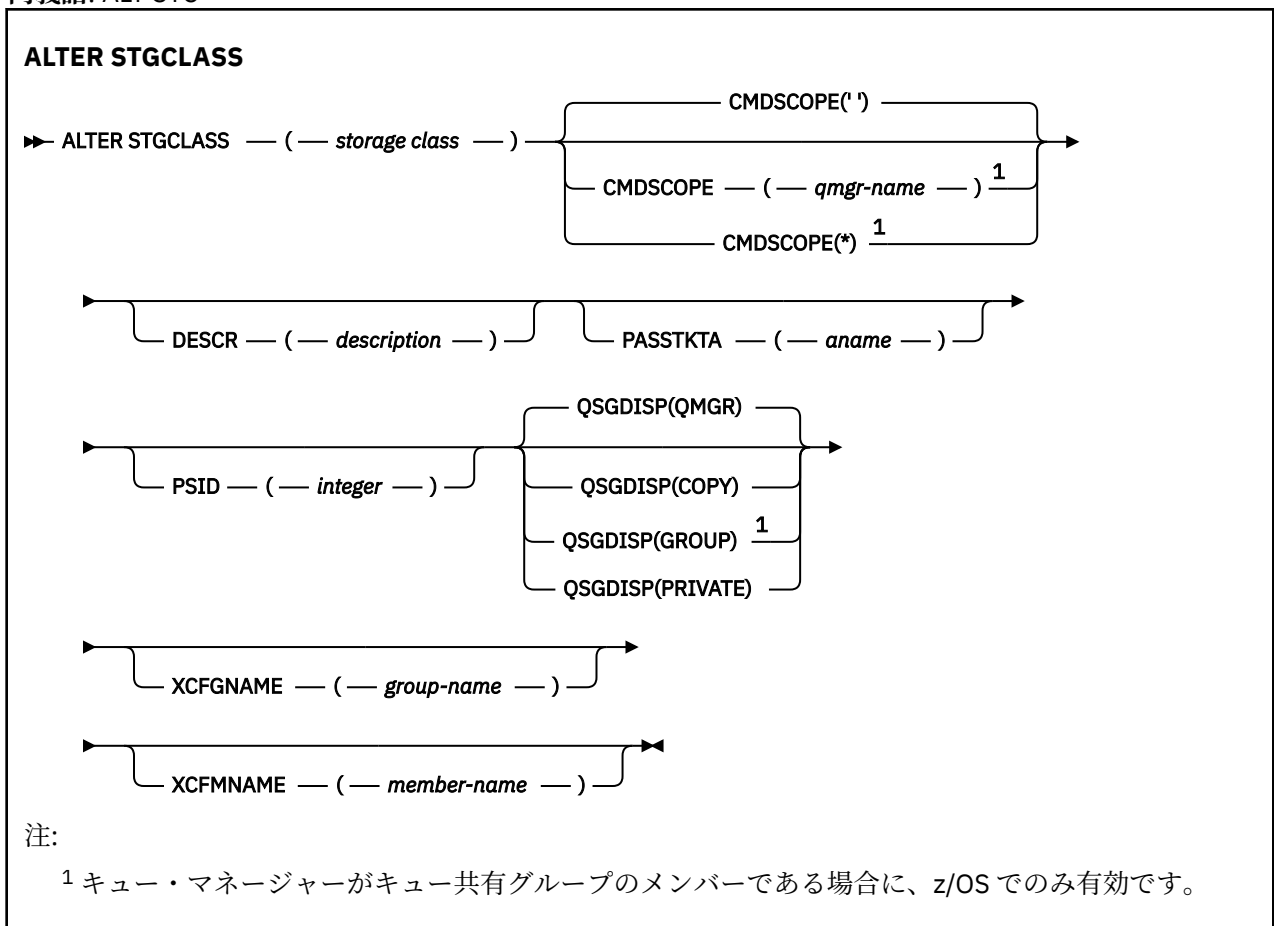 ALTER STGCLASS
CMDSCOPE(' ')
ALTER STGCLASS ( storage class )
CMDSCOPE ( qmgr-name ) 1
CMDSCOPE(*) 1
DESCR ( description ) PASSTKTA ( aname )
QSGDISP(QMGR)
PSID ( integer ) QSGDISP(COPY)
QSGDISP(GROUP) 1
QSGDISP(PRIVATE)
XCFGNAME ( group-name )
XCFMNAME ( member-name )
注:
1 キュー・マネージャーがキュー共有グループのメンバーである場合に、z/OS でのみ有効です。